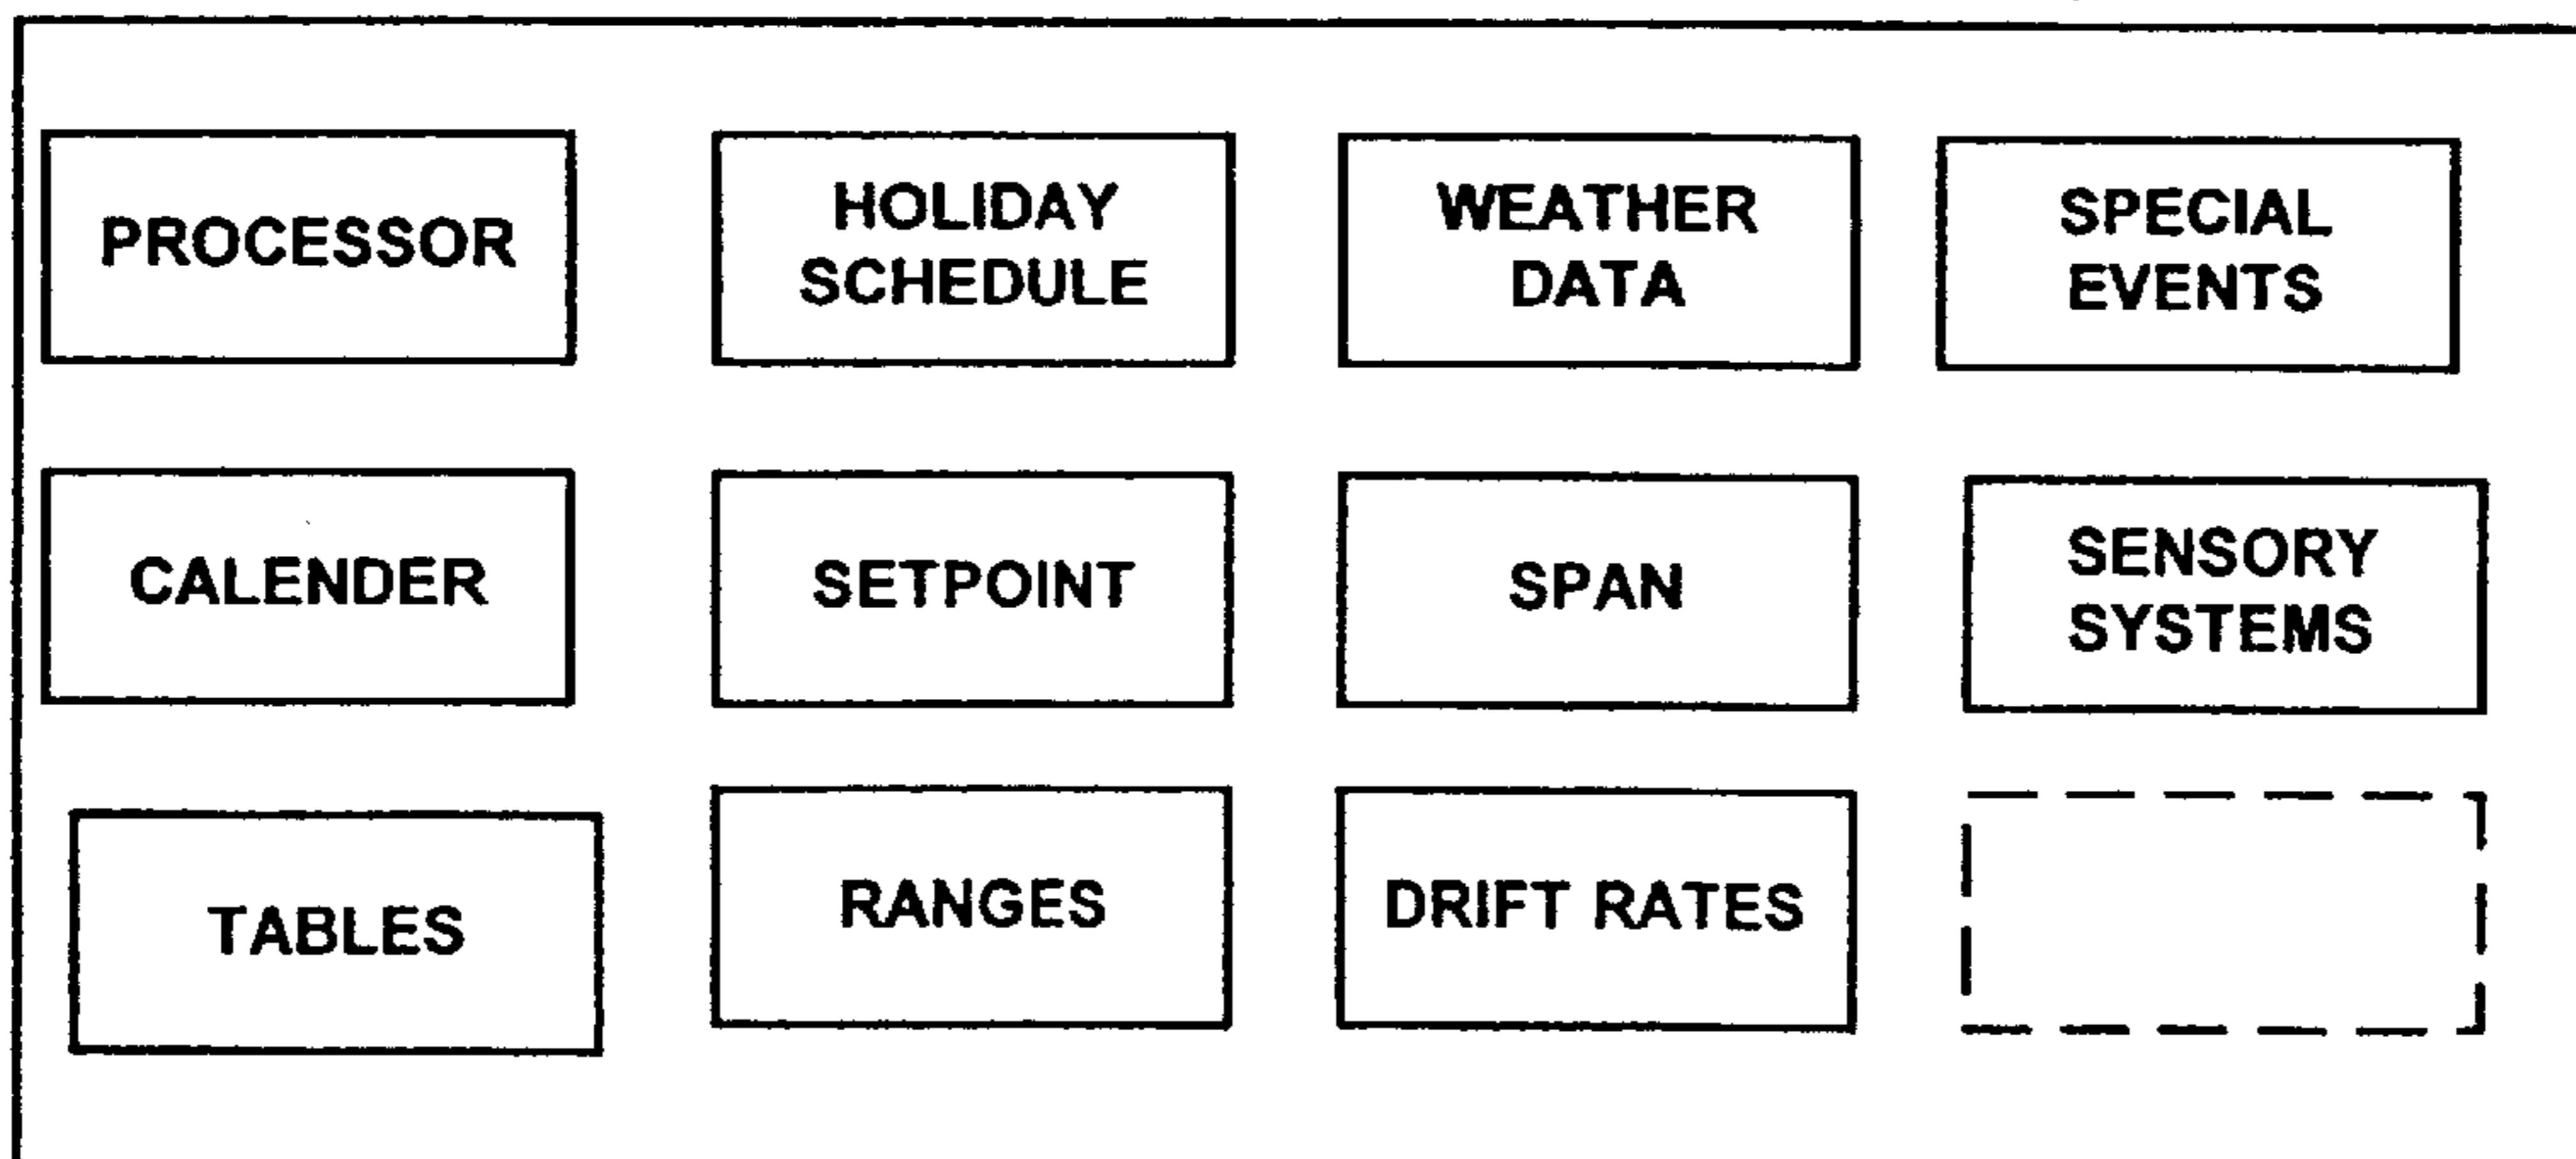 PROCESSOR
HOLIDAY
SCHEDULE
WEATHER
DATA
SPECIAL
EVENTS
CALENDER
SETPOINT
SPAN
SENSORY
SYSTEMS
TABLES
RANGES
DRIFT RATES